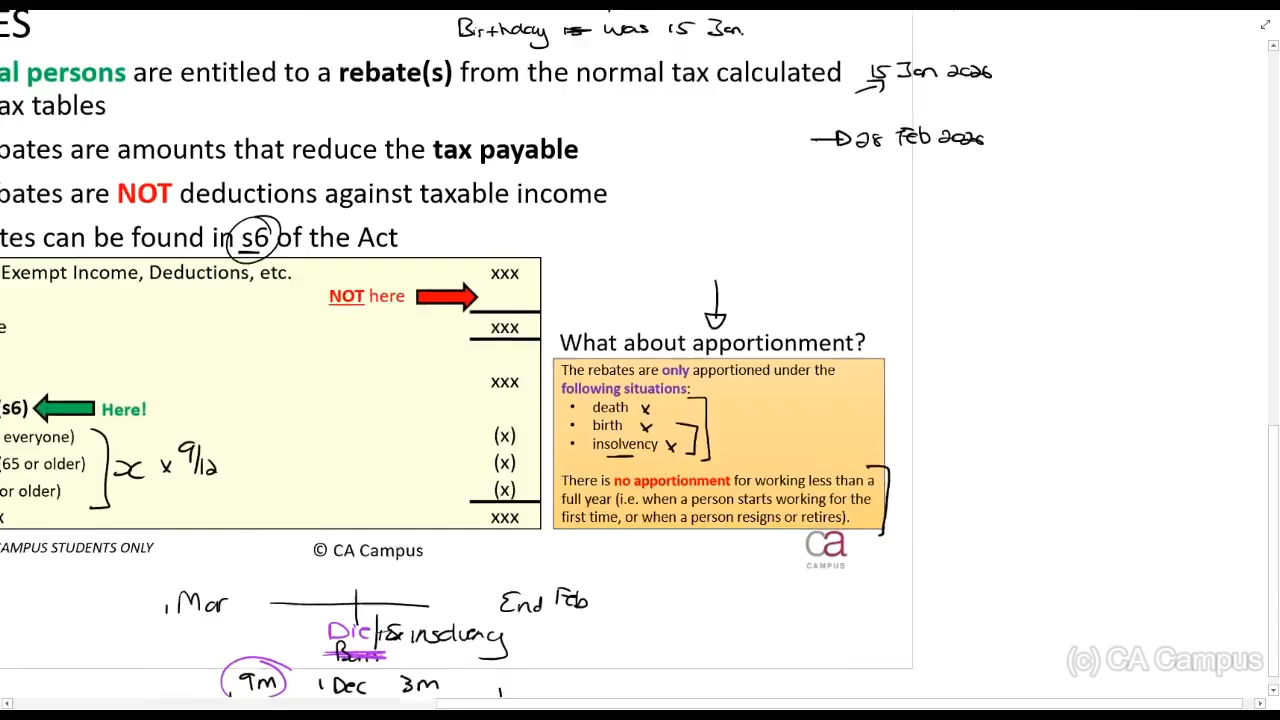 ES
Birthday was 15 Jan.
al persons are entitled to a rebate(s) from the normal tax calculated
15 Jan 2026
ax tables
28 Feb 2026
bates are amounts that reduce the tax payable
bates are NOT deductions against taxable income
tes can be found in s6 of the Act
Exempt Income, Deductions, etc. xxx
NOT here
e xxx
xxx
(s6) Here!
everyone) (x)
(65 or older) (x)
or older) (x)
x xxx
x x 9/12
What about apportionment?
The rebates are only apportioned under the
following situations:
• death x
• birth x
• insolvency x
There is no apportionment for working less than a
full year (i.e. when a person starts working for the
first time, or when a person resigns or retires).
CA CAMPUS
CAMPUS STUDENTS ONLY
© CA Campus
1 Mar End Feb
Die insolvency
9m 1 Dec 3m
(c) CA Campus